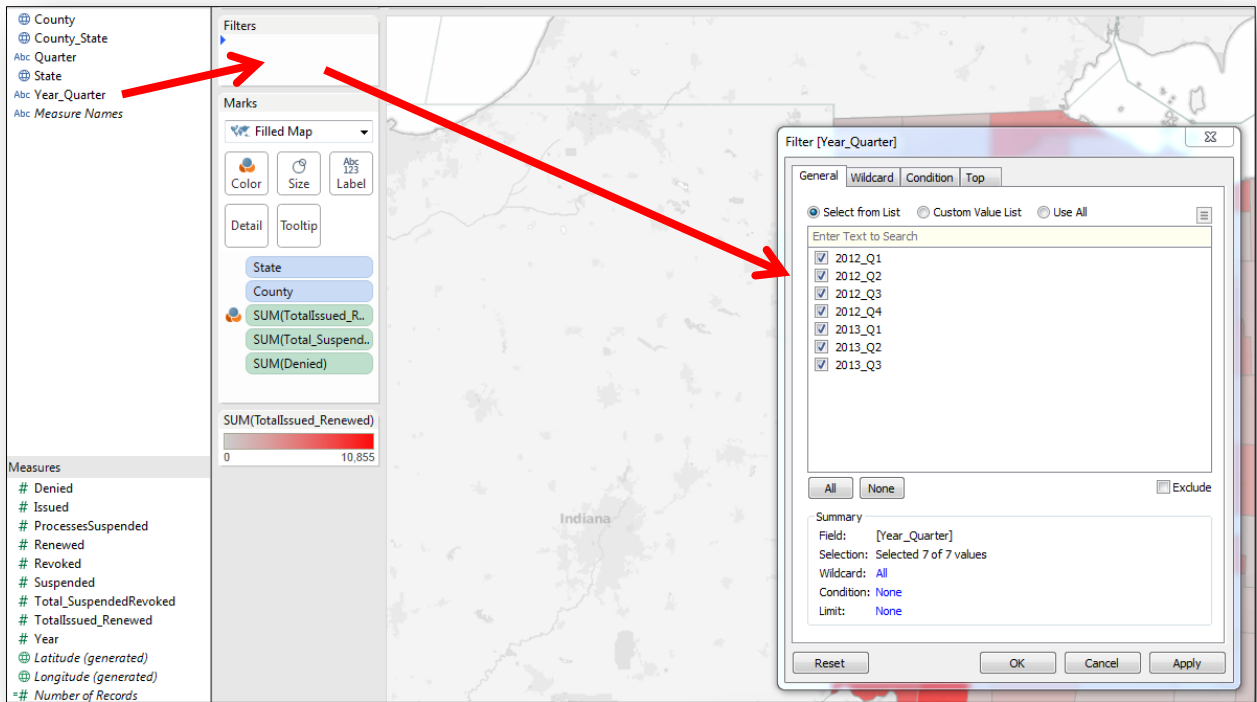 County
County_State
Abc Quarter
State
Abc Year_Quarter
Abc Measure Names
Measures
# Denied
# Issued
# ProcessesSuspended
# Renewed
# Revoked
# Suspended
# Total_SuspendedRevoked
# TotalIssued_Renewed
# Year
Latitude (generated)
Longitude (generated)
=# Number of Records
Filters
Marks
Filled Map
Abc
123
Color Size Label
Detail Tooltip
State
County
SUM(TotalIssued_R..
SUM(Total_Suspend..
SUM(Denied)
SUM(TotalIssued_Renewed)
0 10,855
Indiana
Filter [Year_Quarter]
General Wildcard Condition Top
Select from List Custom Value List Use All
Enter Text to Search
2012_Q1
2012_Q2
2012_Q3
2012_Q4
2013_Q1
2013_Q2
2013_Q3
All None Exclude
Summary
Field: [Year_Quarter]
Selection: Selected 7 of 7 values
Wildcard: All
Condition: None
Limit: None
Reset OK Cancel Apply